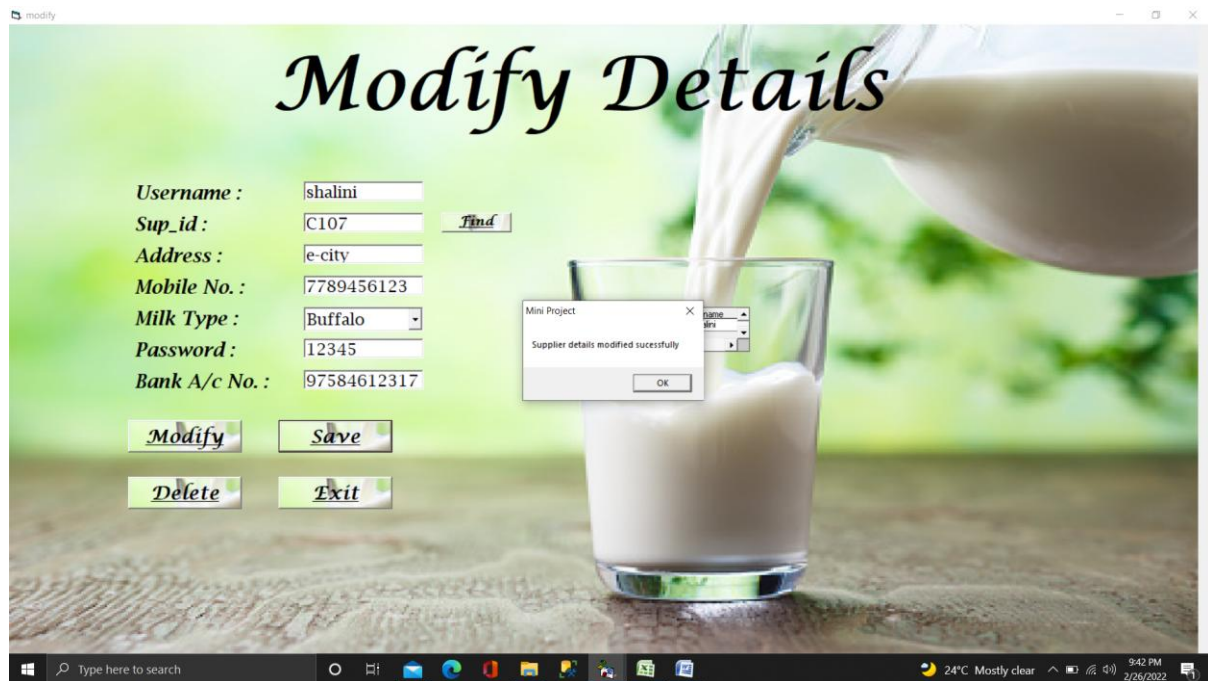 modify
Modify Details
Username : shalini
Sup_id : C107 Find
Address : e-city
Mobile No. : 7789456123
Milk Type : Buffalo
Password : 12345
Bank A/c No. : 97584612317
Mini Project
Supplier details modified sucessfully
OK
Modify Save
Delete Exit
Type here to search
24°C Mostly clear
9:42 PM
2/26/2022